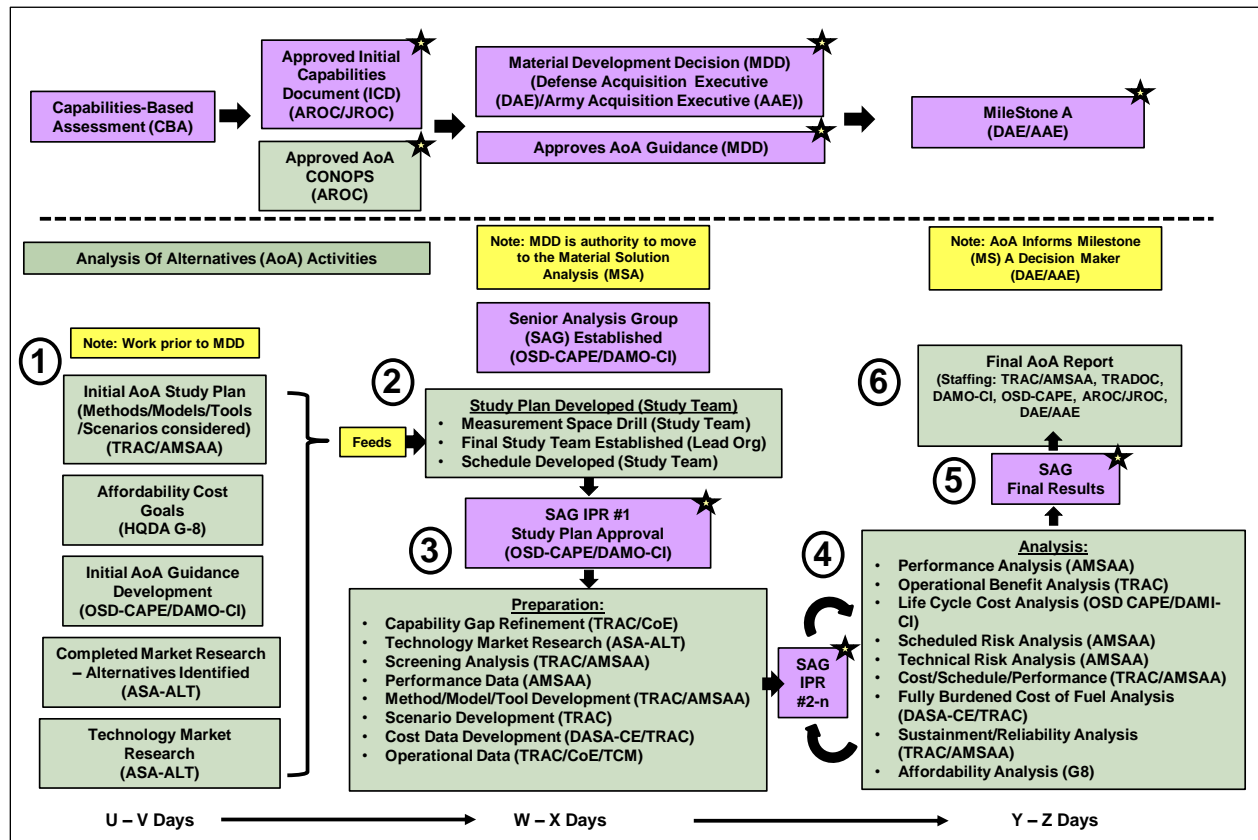 Capabilities-Based
Assessment (CBA)
Approved Initial
Capabilities
Document (ICD)
(AROC/JROC)
Approved AoA
CONOPS
(AROC)
Material Development Decision (MDD)
(Defense Acquisition Executive
(DAE)/Army Acquisition Executive (AAE))
Approves AoA Guidance (MDD)
MileStone A
(DAE/AAE)
Analysis Of Alternatives (AoA) Activities
Note: MDD is authority to move
to the Material Solution
Analysis (MSA)
Note: AoA Informs Milestone
(MS) A Decision Maker
(DAE/AAE)
Senior Analysis Group
(SAG) Established
(OSD-CAPE/DAMO-CI)
1
Note: Work prior to MDD
Initial AoA Study Plan
(Methods/Models/Tools
/Scenarios considered)
(TRAC/AMSAA)
Affordability Cost
Goals
(HQDA G-8)
Initial AoA Guidance
Development
(OSD-CAPE/DAMO-CI)
Completed Market Research
– Alternatives Identified
(ASA-ALT)
Technology Market
Research
(ASA-ALT)
Feeds
2
Study Plan Developed (Study Team)
• Measurement Space Drill (Study Team)
• Final Study Team Established (Lead Org)
• Schedule Developed (Study Team)
3
SAG IPR #1
Study Plan Approval
(OSD-CAPE/DAMO-CI)
Preparation:
• Capability Gap Refinement (TRAC/CoE)
• Technology Market Research (ASA-ALT)
• Screening Analysis (TRAC/AMSAA)
• Performance Data (AMSAA)
• Method/Model/Tool Development (TRAC/AMSAA)
• Scenario Development (TRAC)
• Cost Data Development (DASA-CE/TRAC)
• Operational Data (TRAC/CoE/TCM)
4
SAG
IPR
#2-n
Analysis:
• Performance Analysis (AMSAA)
• Operational Benefit Analysis (TRAC)
• Life Cycle Cost Analysis (OSD CAPE/DAMI-
CI)
• Scheduled Risk Analysis (AMSAA)
• Technical Risk Analysis (AMSAA)
• Cost/Schedule/Performance (TRAC/AMSAA)
• Fully Burdened Cost of Fuel Analysis
(DASA-CE/TRAC)
• Sustainment/Reliability Analysis
(TRAC/AMSAA)
• Affordability Analysis (G8)
5
SAG
Final Results
6
Final AoA Report
(Staffing: TRAC/AMSAA, TRADOC,
DAMO-CI, OSD-CAPE, AROC/JROC,
DAE/AAE
U – V Days
W – X Days
Y – Z Days